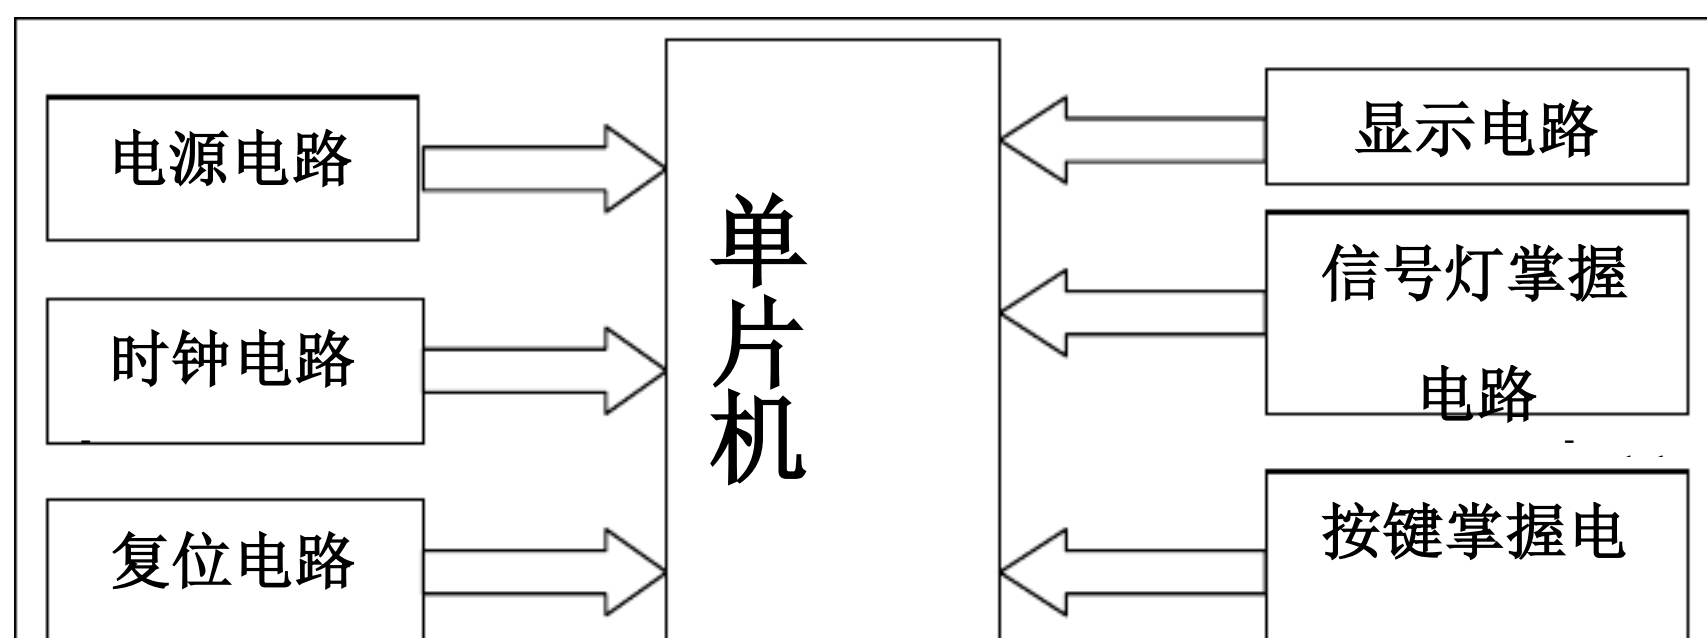 电源电路
时钟电路
复位电路
单
片
机
显示电路
信号灯掌握
电路
按键掌握电